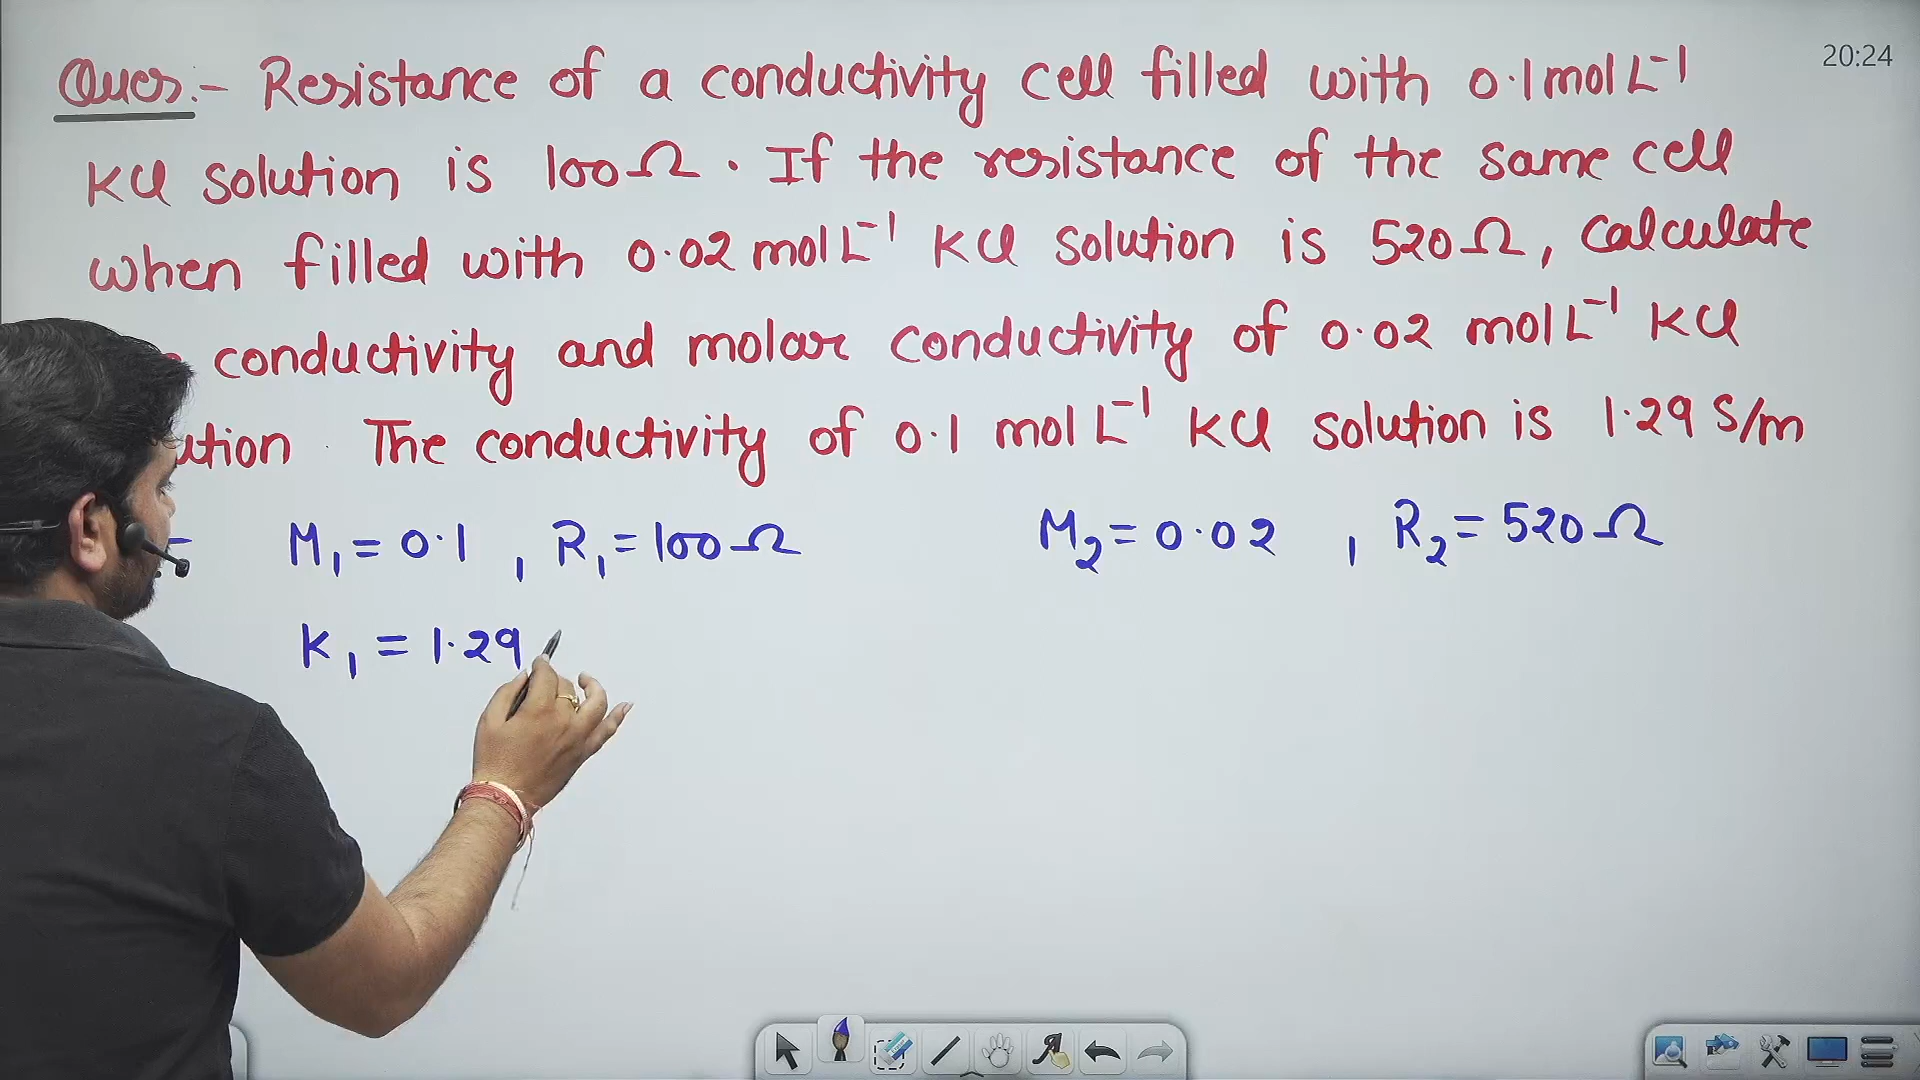 20:24
Ques:- Resistance of a conductivity cell filled with 0.1 mol L⁻¹
KCl solution is 100 Ω . If the resistance of the same cell
when filled with 0.02 mol L⁻¹ KCl solution is 520 Ω, Calculate
conductivity and molar conductivity of 0.02 mol L⁻¹ KCl
ution . The conductivity of 0.1 mol L⁻¹ KCl solution is 1.29 S/m
M₁ = 0.1 , R₁ = 100 Ω M₂ = 0.02 , R₂ = 520 Ω
K₁ = 1.29